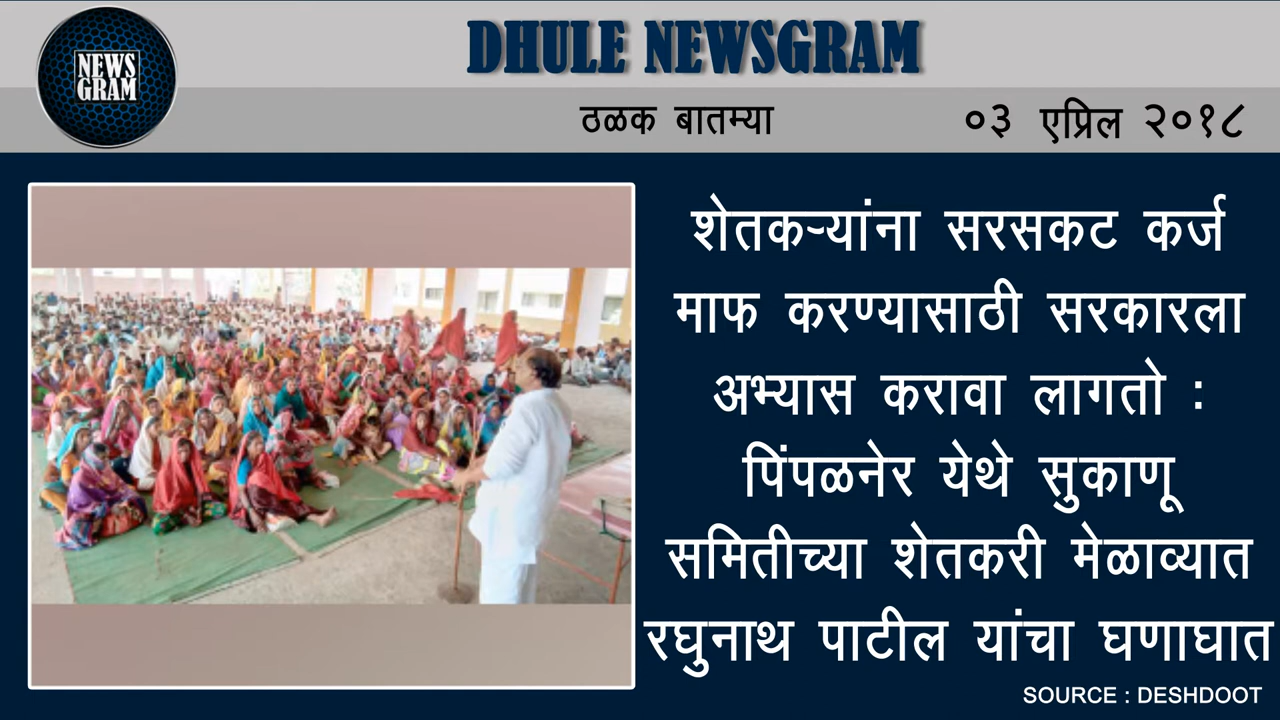 NEWS
GRAM
DHULE NEWSGRAM
ठळक बातम्या
०३ एप्रिल २०१८
शेतकऱ्यांना सरसकट कर्ज
माफ करण्यासाठी सरकारला
अभ्यास करावा लागतो :
पिंपळनेर येथे सुकाणू
समितीच्या शेतकरी मेळाव्यात
रघुनाथ पाटील यांचा घणाघात
SOURCE : DESHDOOT